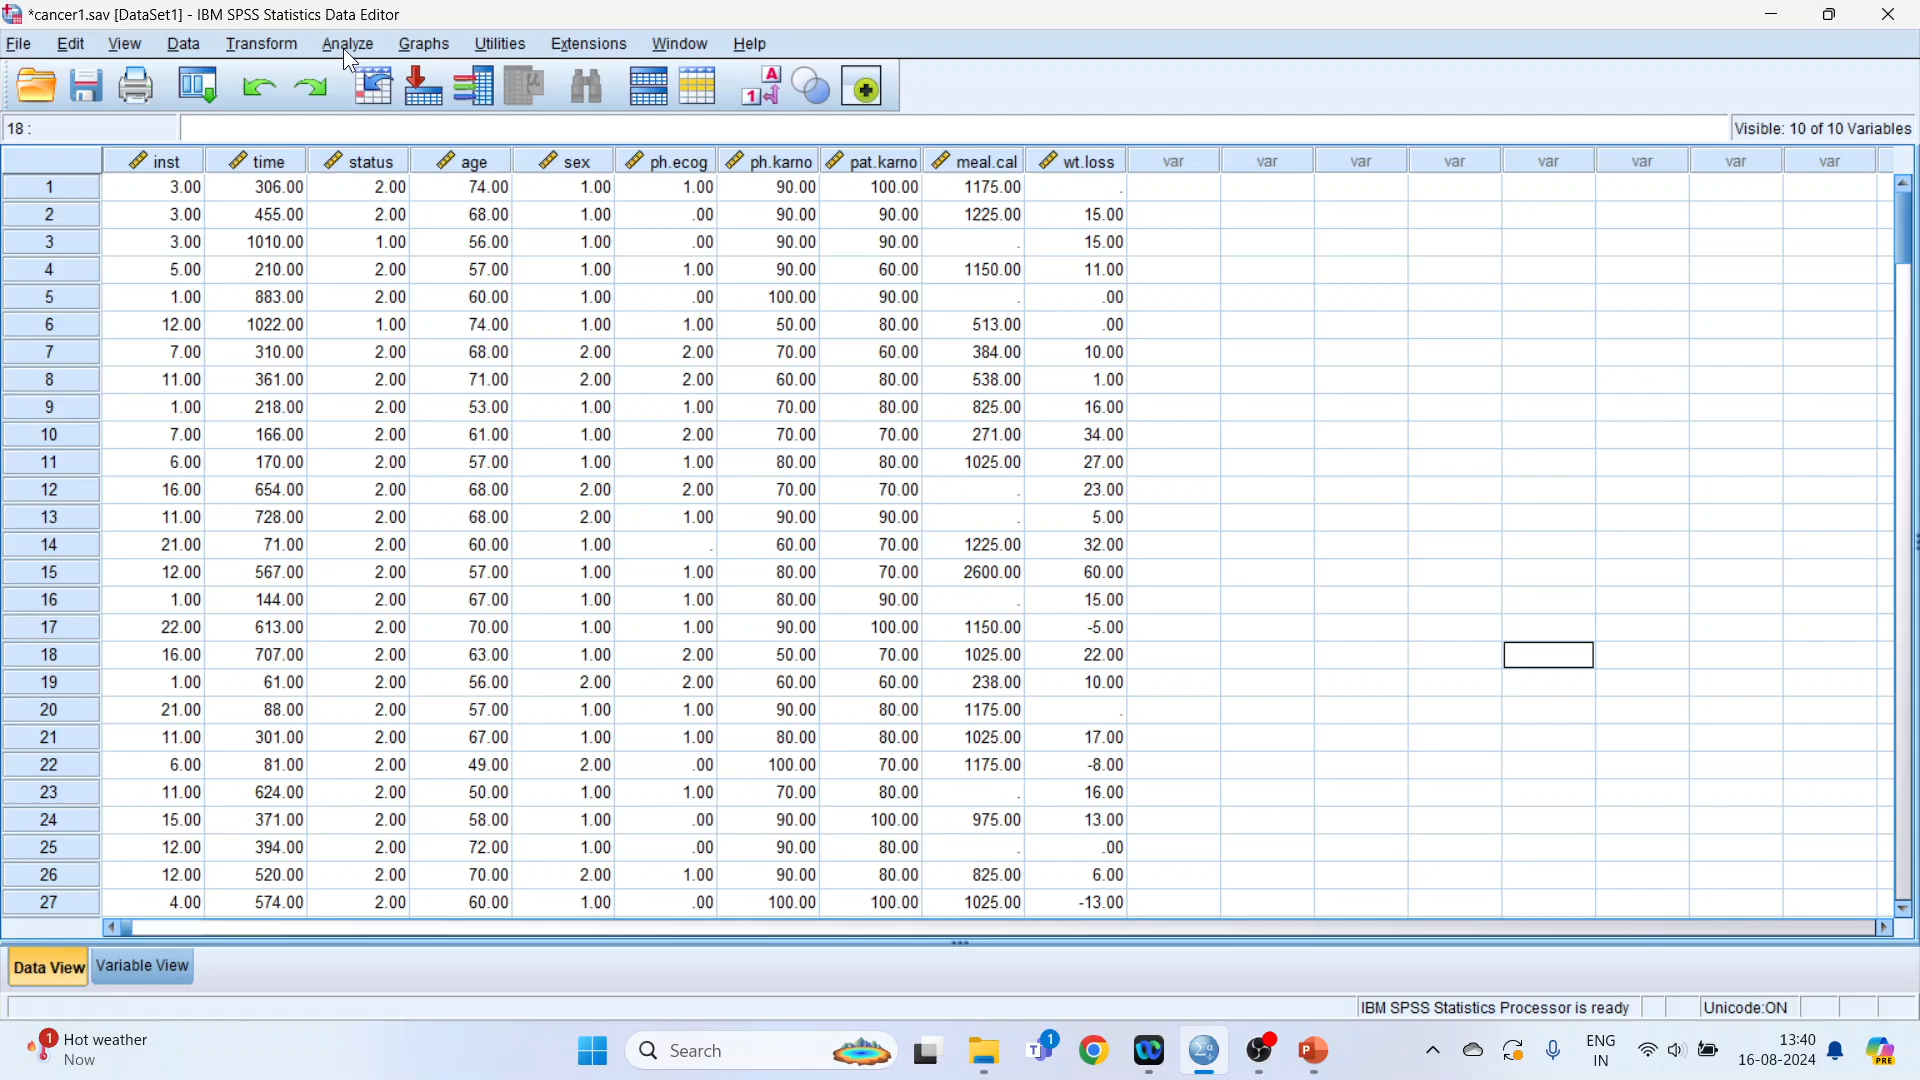 *cancer1.sav [DataSet1] - IBM SPSS Statistics Data Editor
File Edit View Data Transform Analyze Graphs Utilities Extensions Window Help
18 : Visible: 10 of 10 Variables
inst time status age sex ph.ecog ph.karno pat.karno meal.cal wt.loss var var var var var var var var
1 3.00 306.00 2.00 74.00 1.00 1.00 90.00 100.00 1175.00 .
2 3.00 455.00 2.00 68.00 1.00 .00 90.00 90.00 1225.00 15.00
3 3.00 1010.00 1.00 56.00 1.00 .00 90.00 90.00 . 15.00
4 5.00 210.00 2.00 57.00 1.00 1.00 90.00 60.00 1150.00 11.00
5 1.00 883.00 2.00 60.00 1.00 .00 100.00 90.00 . .00
6 12.00 1022.00 1.00 74.00 1.00 1.00 50.00 80.00 513.00 .00
7 7.00 310.00 2.00 68.00 2.00 2.00 70.00 60.00 384.00 10.00
8 11.00 361.00 2.00 71.00 2.00 2.00 60.00 80.00 538.00 1.00
9 1.00 218.00 2.00 53.00 1.00 1.00 70.00 80.00 825.00 16.00
10 7.00 166.00 2.00 61.00 1.00 2.00 70.00 70.00 271.00 34.00
11 6.00 170.00 2.00 57.00 1.00 1.00 80.00 80.00 1025.00 27.00
12 16.00 654.00 2.00 68.00 2.00 2.00 70.00 70.00 . 23.00
13 11.00 728.00 2.00 68.00 2.00 1.00 90.00 90.00 . 5.00
14 21.00 71.00 2.00 60.00 1.00 . 60.00 70.00 1225.00 32.00
15 12.00 567.00 2.00 57.00 1.00 1.00 80.00 70.00 2600.00 60.00
16 1.00 144.00 2.00 67.00 1.00 1.00 80.00 90.00 . 15.00
17 22.00 613.00 2.00 70.00 1.00 1.00 90.00 100.00 1150.00 -5.00
18 16.00 707.00 2.00 63.00 1.00 2.00 50.00 70.00 1025.00 22.00
19 1.00 61.00 2.00 56.00 2.00 2.00 60.00 60.00 238.00 10.00
20 21.00 88.00 2.00 57.00 1.00 1.00 90.00 80.00 1175.00 .
21 11.00 301.00 2.00 67.00 1.00 1.00 80.00 80.00 1025.00 17.00
22 6.00 81.00 2.00 49.00 2.00 .00 100.00 70.00 1175.00 -8.00
23 11.00 624.00 2.00 50.00 1.00 1.00 70.00 80.00 . 16.00
24 15.00 371.00 2.00 58.00 1.00 .00 90.00 100.00 975.00 13.00
25 12.00 394.00 2.00 72.00 1.00 .00 90.00 80.00 . .00
26 12.00 520.00 2.00 70.00 2.00 1.00 90.00 80.00 825.00 6.00
27 4.00 574.00 2.00 60.00 1.00 .00 100.00 100.00 1025.00 -13.00
Data View Variable View
IBM SPSS Statistics Processor is ready Unicode:ON
1 Hot weather
Now
Search
1
ENG
IN
13:40
16-08-2024
PRE